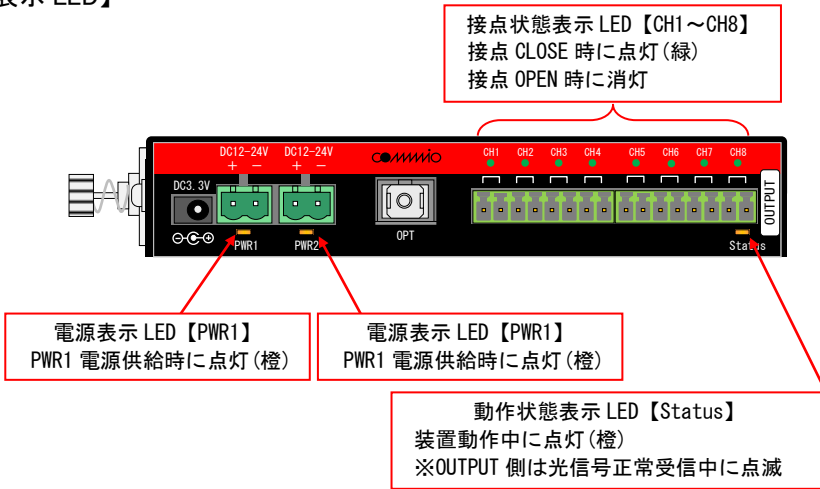 表示 LED】
接点状態表示 LED【CH1～CH8】
接点 CLOSE 時に点灯(緑)
接点 OPEN 時に消灯
DC12-24V DC12-24V
+ － + －
commio
CH1 CH2 CH3 CH4 CH5 CH6 CH7 CH8
DC3.3V
OUTPUT
PWR1 PWR2 OPT Status
電源表示 LED【PWR1】
PWR1 電源供給時に点灯(橙)
電源表示 LED【PWR1】
PWR1 電源供給時に点灯(橙)
動作状態表示 LED【Status】
装置動作中に点灯(橙)
※OUTPUT 側は光信号正常受信中に点滅